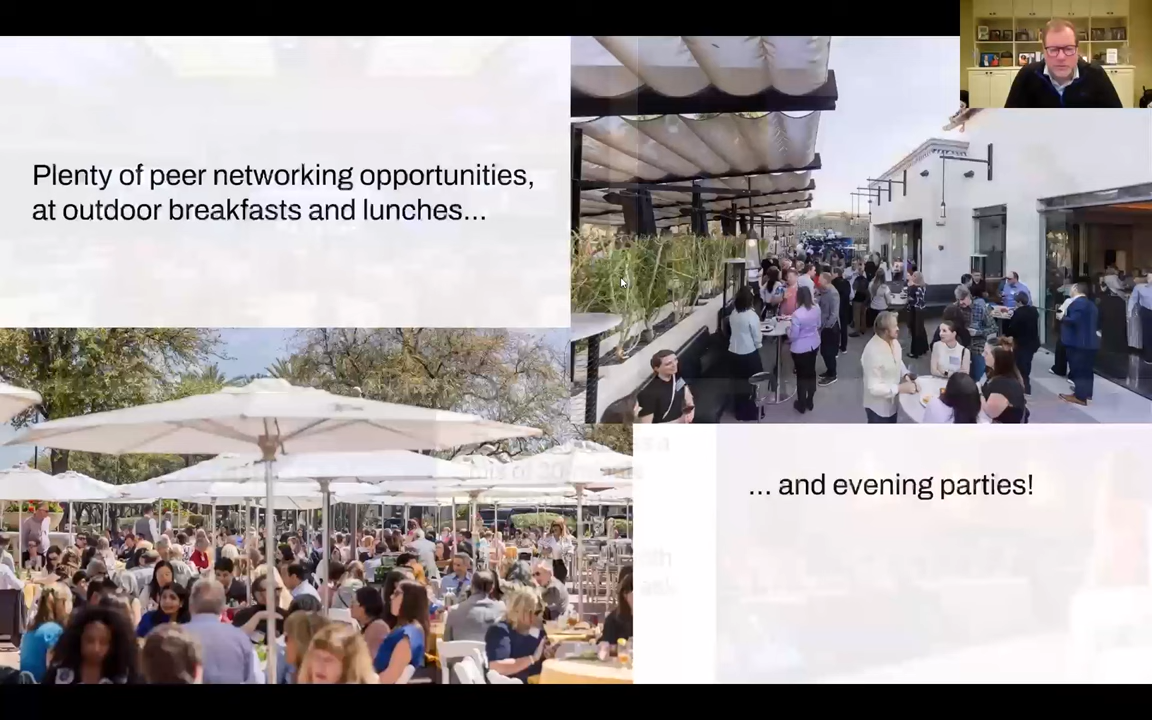 Plenty of peer networking opportunities,
at outdoor breakfasts and lunches...
... and evening parties!